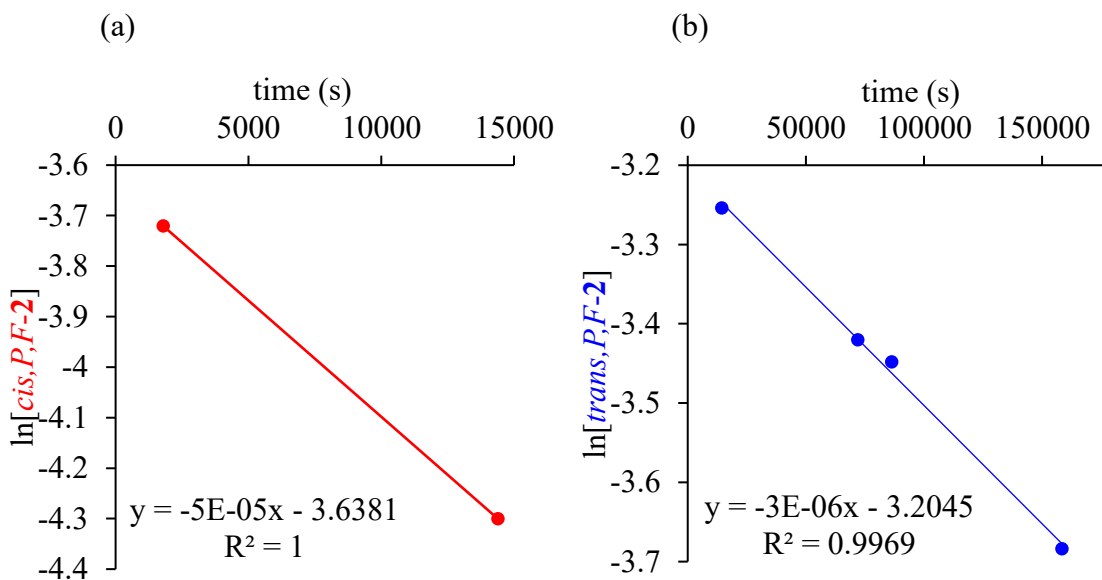 (a)
time (s)
0 5000 10000 15000
-3.6
-3.7
-3.8
-3.9
-4
-4.1
-4.2
-4.3
-4.4
ln[cis,P,F-2]
y = -5E-05x - 3.6381
R² = 1
(b)
time (s)
0 50000 100000 150000
-3.2
-3.3
-3.4
-3.5
-3.6
-3.7
ln[trans,P,F-2]
y = -3E-06x - 3.2045
R² = 0.9969